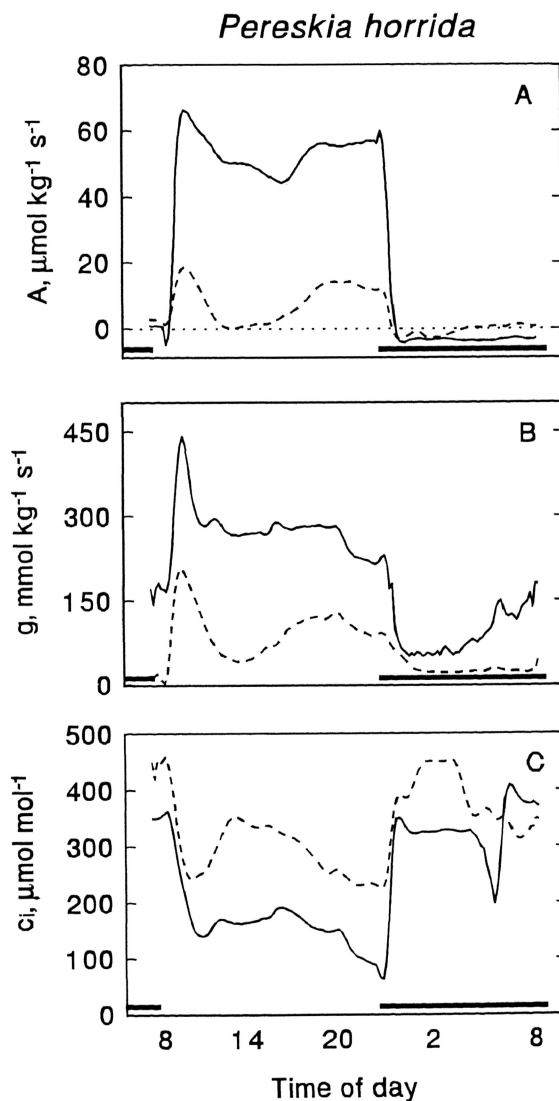 Pereskia horrida
A
A, μmol kg⁻¹ s⁻¹
80
60
40
20
0
B
g, mmol kg⁻¹ s⁻¹
450
300
150
0
C
ci, μmol mol⁻¹
500
400
300
200
100
0
8 14 20 2 8
Time of day